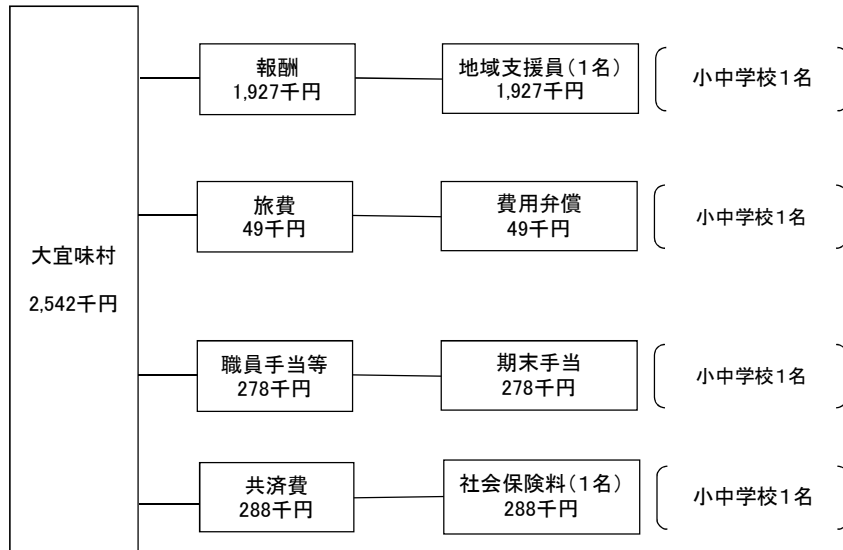 報酬
1,927千円
地域支援員(1名)
1,927千円
小中学校1名
旅費
49千円
費用弁償
49千円
小中学校1名
大宜味村
2,542千円
職員手当等
278千円
期末手当
278千円
小中学校1名
共済費
288千円
社会保険料(1名)
288千円
小中学校1名